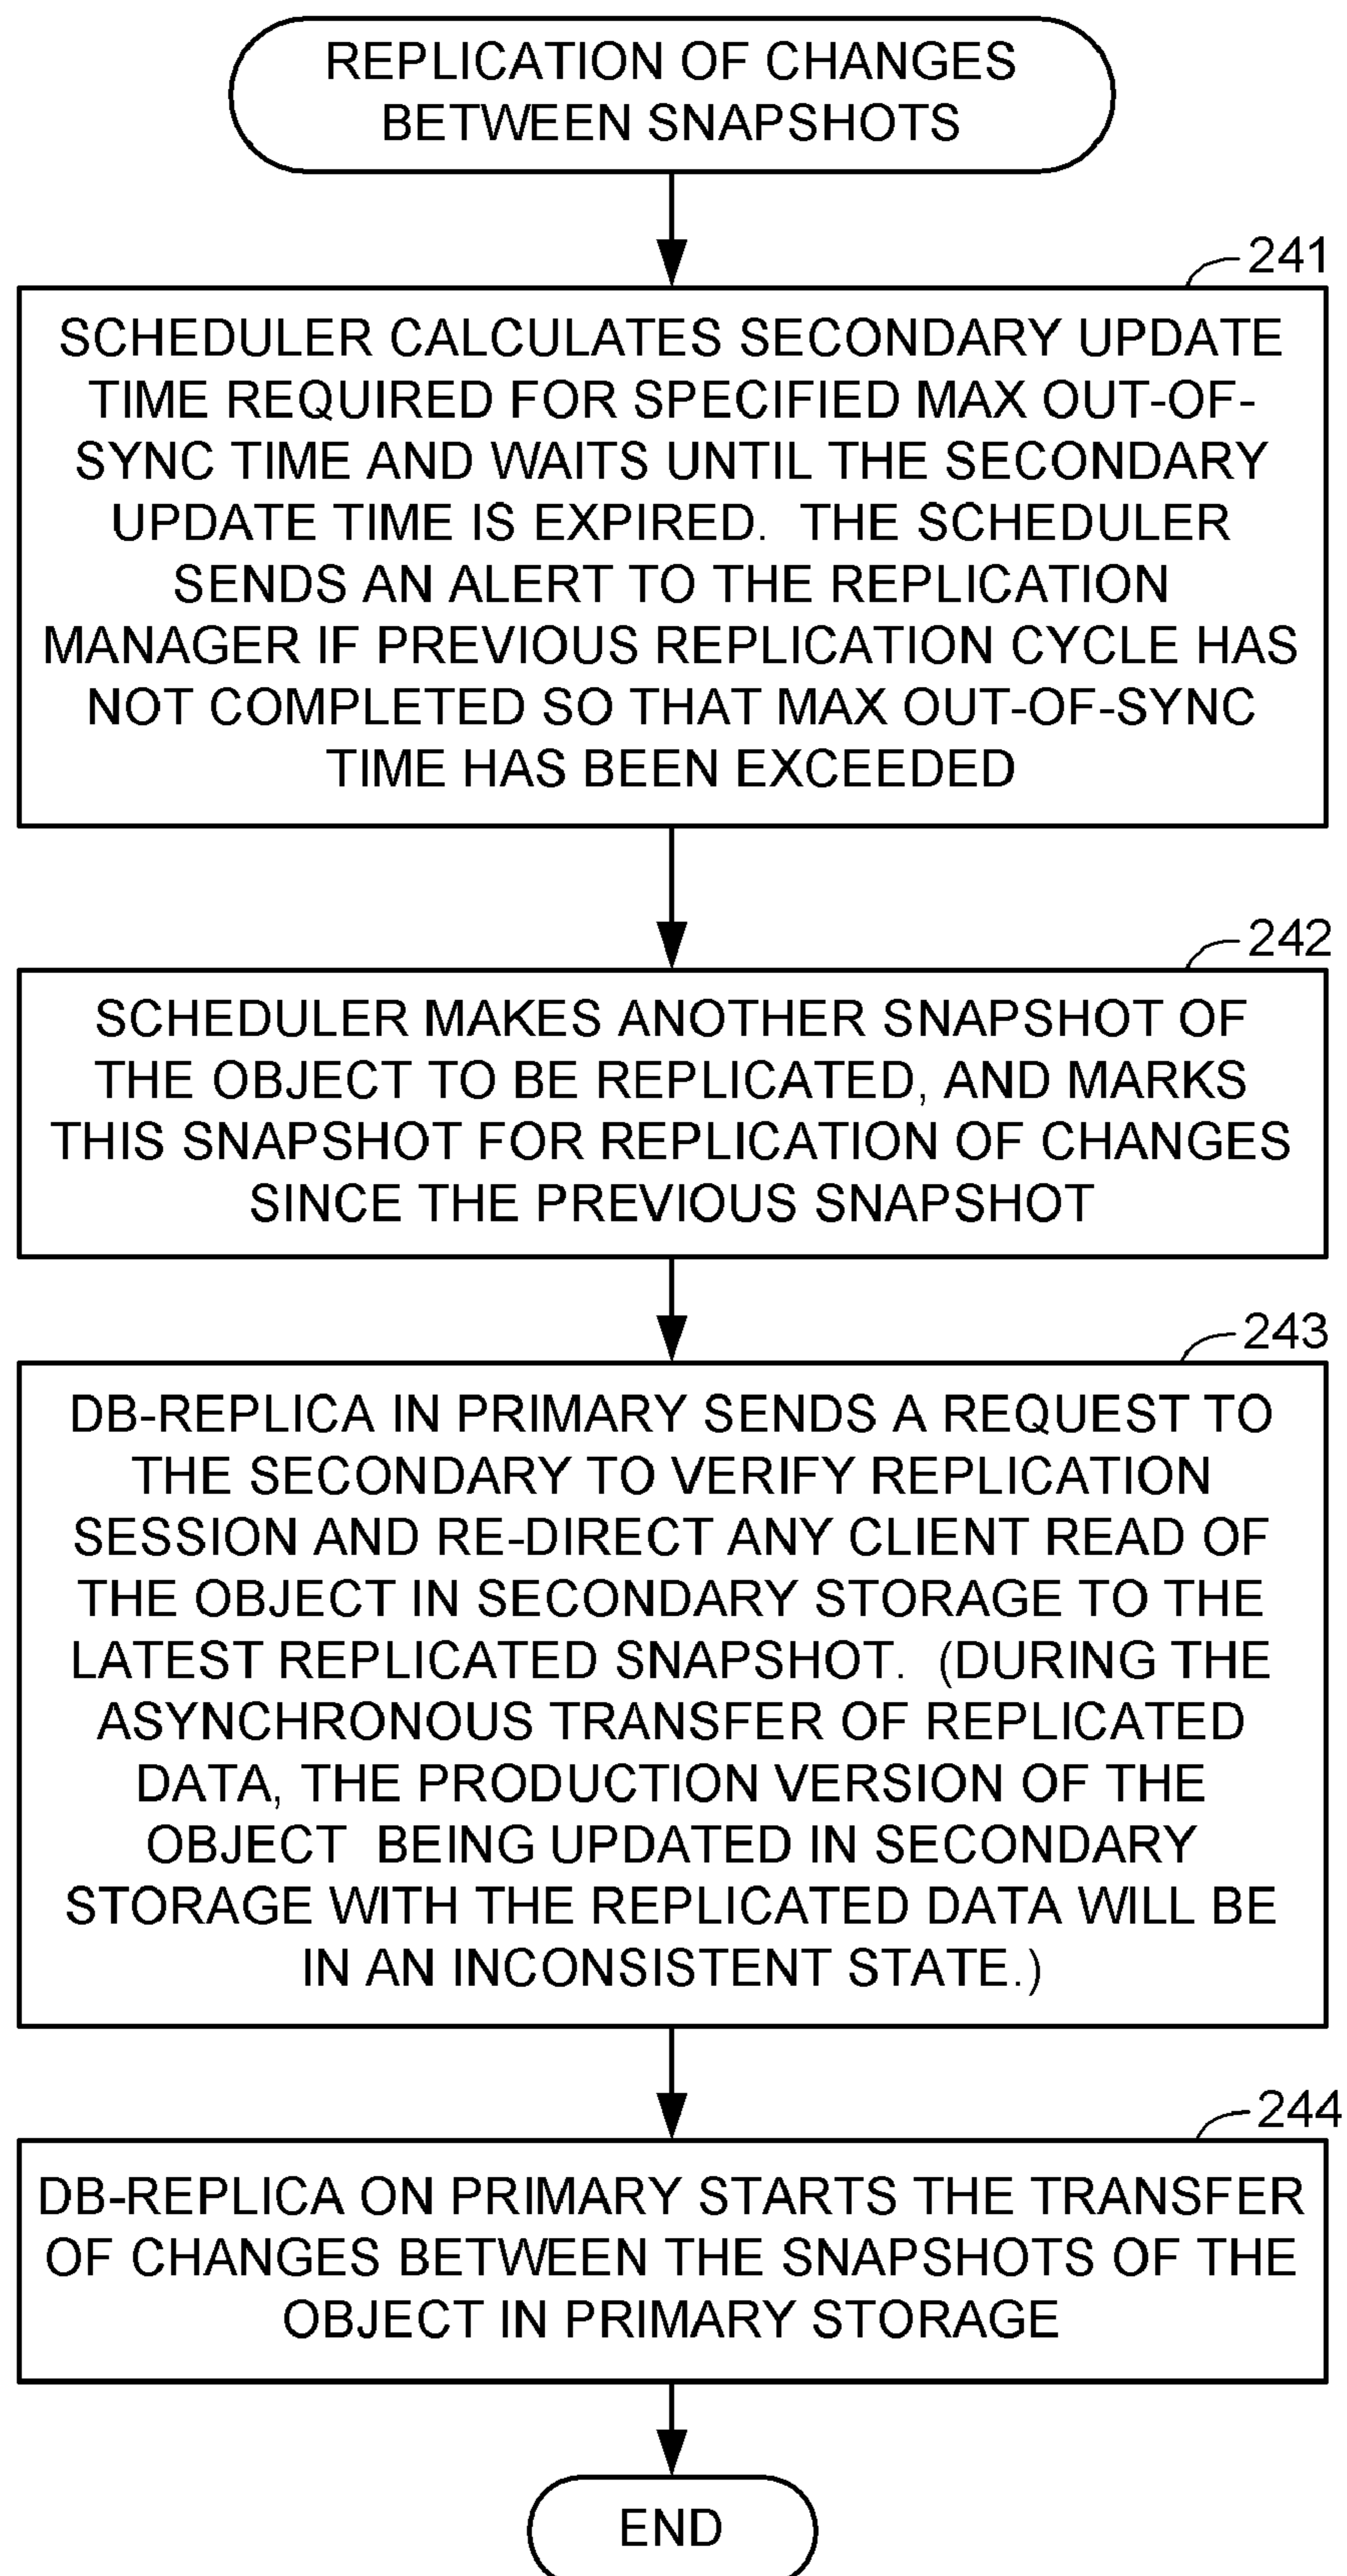 REPLICATION OF CHANGES
BETWEEN SNAPSHOTS
241
SCHEDULER CALCULATES SECONDARY UPDATE
TIME REQUIRED FOR SPECIFIED MAX OUT-OF-
SYNC TIME AND WAITS UNTIL THE SECONDARY
UPDATE TIME IS EXPIRED.  THE SCHEDULER
SENDS AN ALERT TO THE REPLICATION
MANAGER IF PREVIOUS REPLICATION CYCLE HAS
NOT COMPLETED SO THAT MAX OUT-OF-SYNC
TIME HAS BEEN EXCEEDED
242
SCHEDULER MAKES ANOTHER SNAPSHOT OF
THE OBJECT TO BE REPLICATED, AND MARKS
THIS SNAPSHOT FOR REPLICATION OF CHANGES
SINCE THE PREVIOUS SNAPSHOT
243
DB-REPLICA IN PRIMARY SENDS A REQUEST TO
THE SECONDARY TO VERIFY REPLICATION
SESSION AND RE-DIRECT ANY CLIENT READ OF
THE OBJECT IN SECONDARY STORAGE TO THE
LATEST REPLICATED SNAPSHOT.  (DURING THE
ASYNCHRONOUS TRANSFER OF REPLICATED
DATA, THE PRODUCTION VERSION OF THE
OBJECT  BEING UPDATED IN SECONDARY
STORAGE WITH THE REPLICATED DATA WILL BE
IN AN INCONSISTENT STATE.)
244
DB-REPLICA ON PRIMARY STARTS THE TRANSFER
OF CHANGES BETWEEN THE SNAPSHOTS OF THE
OBJECT IN PRIMARY STORAGE
END